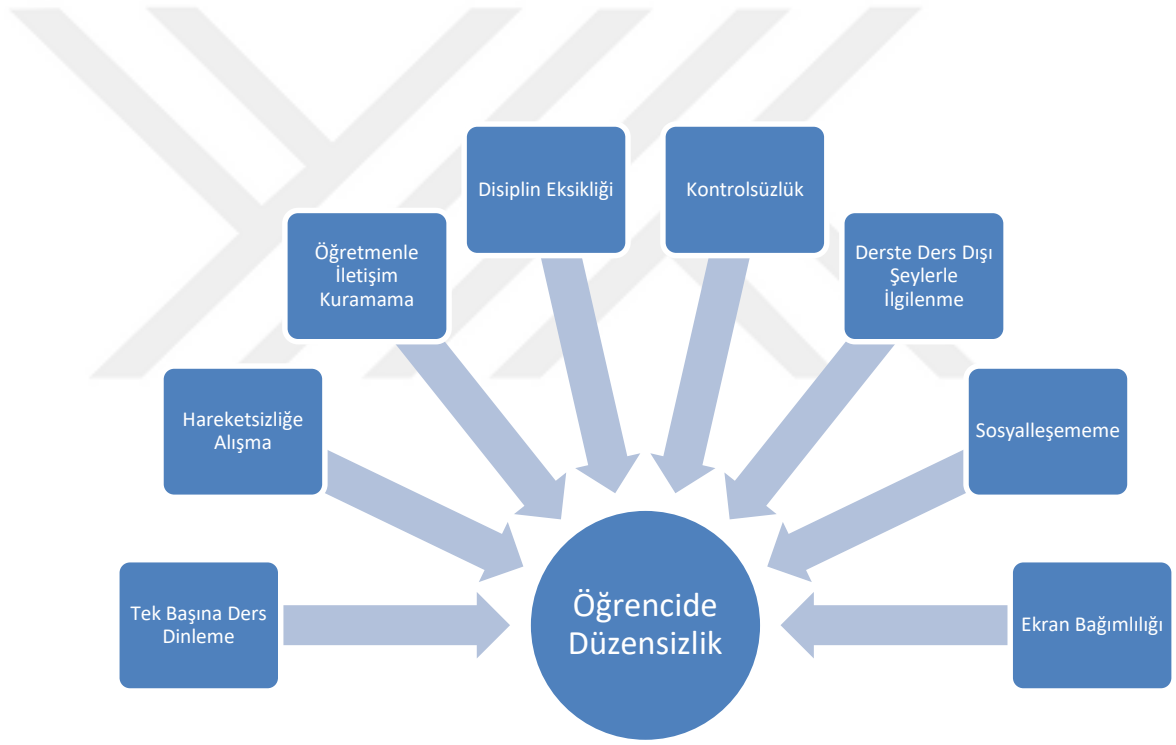 Disiplin Eksikliği
Kontrolsüzlük
Öğretmenle
İletişim
Kuramama
Derste Ders Dışı
Şeylerle
İlgilenme
Hareketsizliğe
Alışma
Sosyalleşememe
Tek Başına Ders
Dinleme
Öğrencide
Düzensizlik
Ekran Bağımlılığı